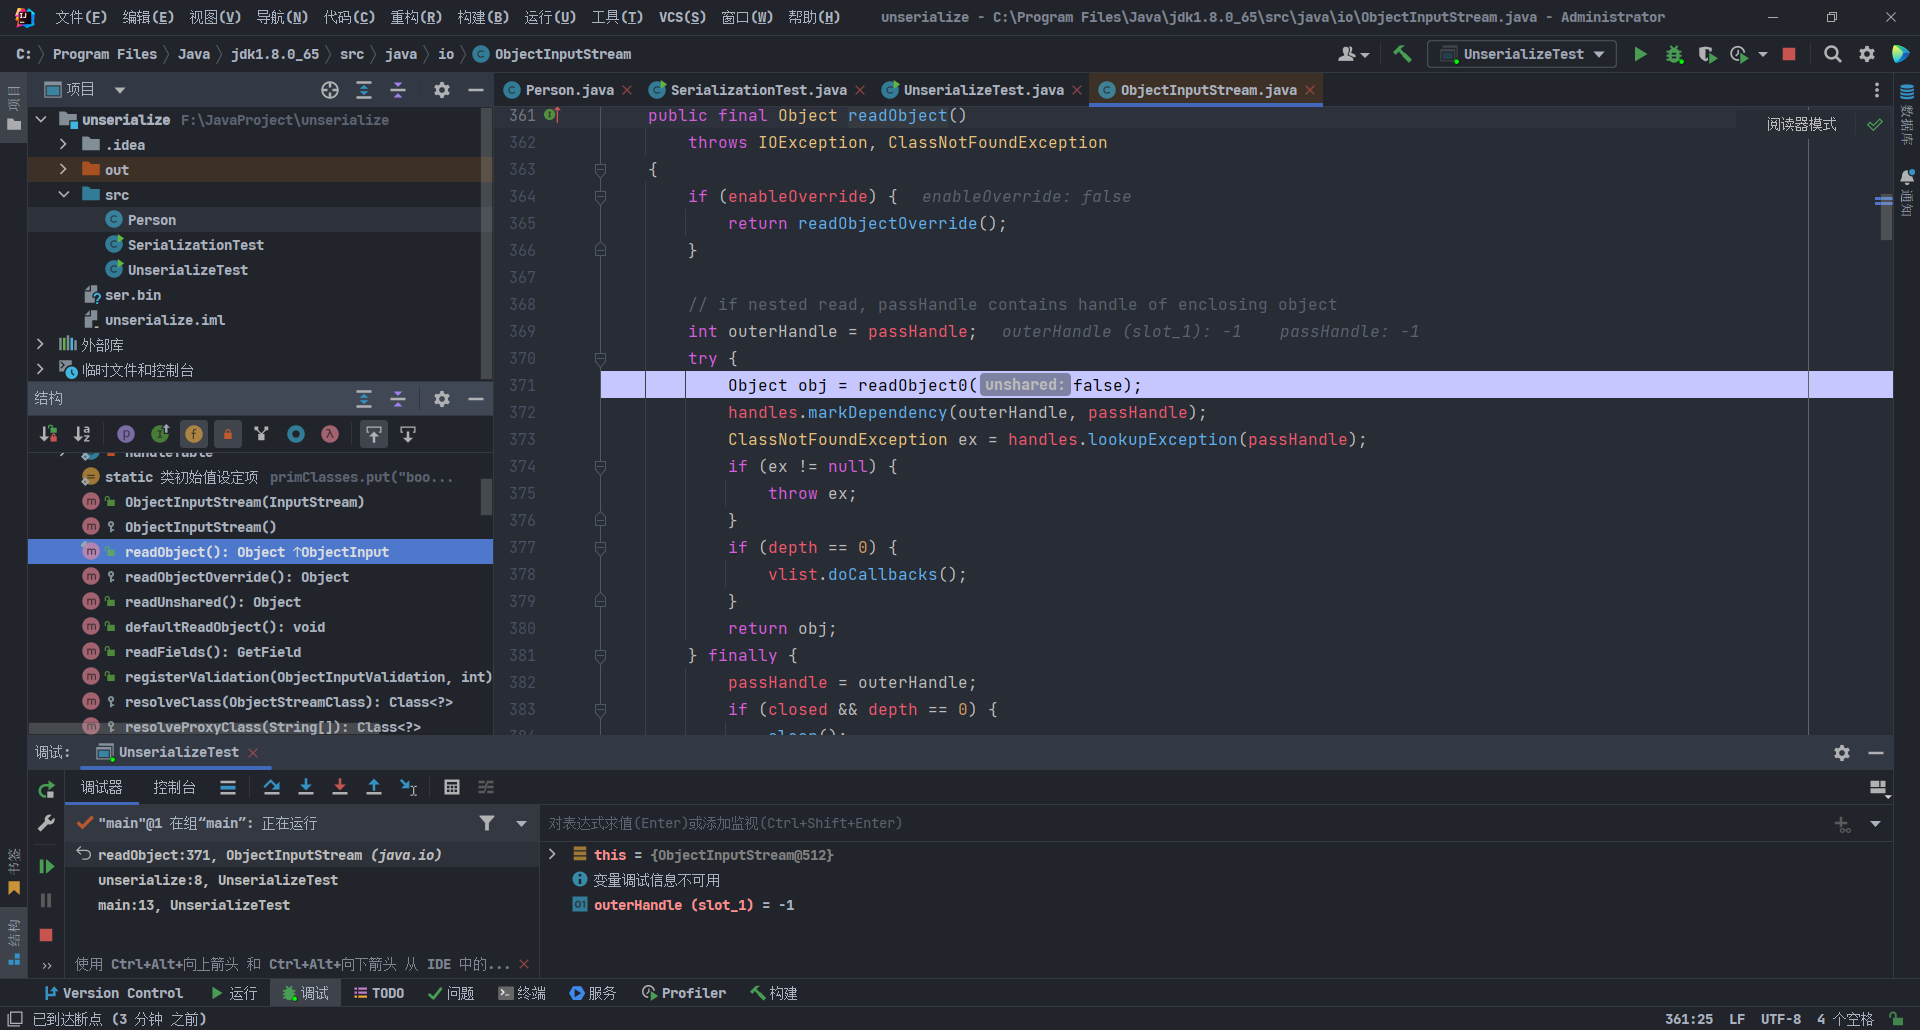 文件(F) 编辑(E) 视图(V) 导航(N) 代码(C) 重构(R) 构建(B) 运行(U) 工具(T) VCS(S) 窗口(W) 帮助(H) unserialize - C:\Program Files\Java\jdk1.8.0_65\src\java\io\ObjectInputStream.java - Administrator
C: Program Files Java jdk1.8.0_65 src java io ObjectInputStream
UnserializeTest
项目
项目
Person.java SerializationTest.java UnserializeTest.java ObjectInputStream.java
unserialize F:\JavaProject\unserialize
.idea
out
src
Person
SerializationTest
UnserializeTest
ser.bin
unserialize.iml
外部库
临时文件和控制台
阅读器模式
数据库
通知
361 public final Object readObject()
362 throws IOException, ClassNotFoundException
363 {
364 if (enableOverride) { enableOverride: false
365 return readObjectOverride();
366 }
367
368 // if nested read, passHandle contains handle of enclosing object
369 int outerHandle = passHandle; outerHandle (slot_1): -1 passHandle: -1
370 try {
371 Object obj = readObject0( unshared: false);
372 handles.markDependency(outerHandle, passHandle);
373 ClassNotFoundException ex = handles.lookupException(passHandle);
374 if (ex != null) {
375 throw ex;
376 }
377 if (depth == 0) {
378 vlist.doCallbacks();
379 }
380 return obj;
381 } finally {
382 passHandle = outerHandle;
383 if (closed && depth == 0) {
384 clear();
结构
handleTable
static 类初始值设定项 primClasses.put("boo...
ObjectInputStream(InputStream)
ObjectInputStream()
readObject(): Object ↑ObjectInput
readObjectOverride(): Object
readUnshared(): Object
defaultReadObject(): void
readFields(): GetField
registerValidation(ObjectInputValidation, int)
resolveClass(ObjectStreamClass): Class<?>
resolveProxyClass(String[]): Class<?>
调试: UnserializeTest
调试器 控制台
"main"@1 在组“main”: 正在运行
对表达式求值(Enter)或添加监视(Ctrl+Shift+Enter)
readObject:371, ObjectInputStream (java.io)
unserialize:8, UnserializeTest
main:13, UnserializeTest
this = {ObjectInputStream@512}
变量调试信息不可用
outerHandle (slot_1) = -1
书签
结构
使用 Ctrl+Alt+向上箭头 和 Ctrl+Alt+向下箭头 从 IDE 中的...
Version Control 运行 调试 TODO 问题 终端 服务 Profiler 构建
已到达断点 (3 分钟 之前)
361:25 LF UTF-8 4 个空格